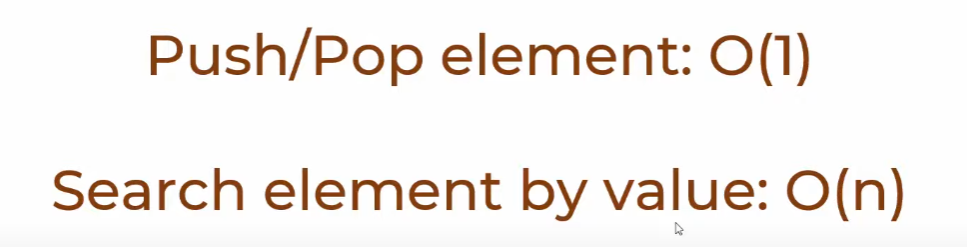 Push/Pop element: O(1)
Search element by value: O(n)